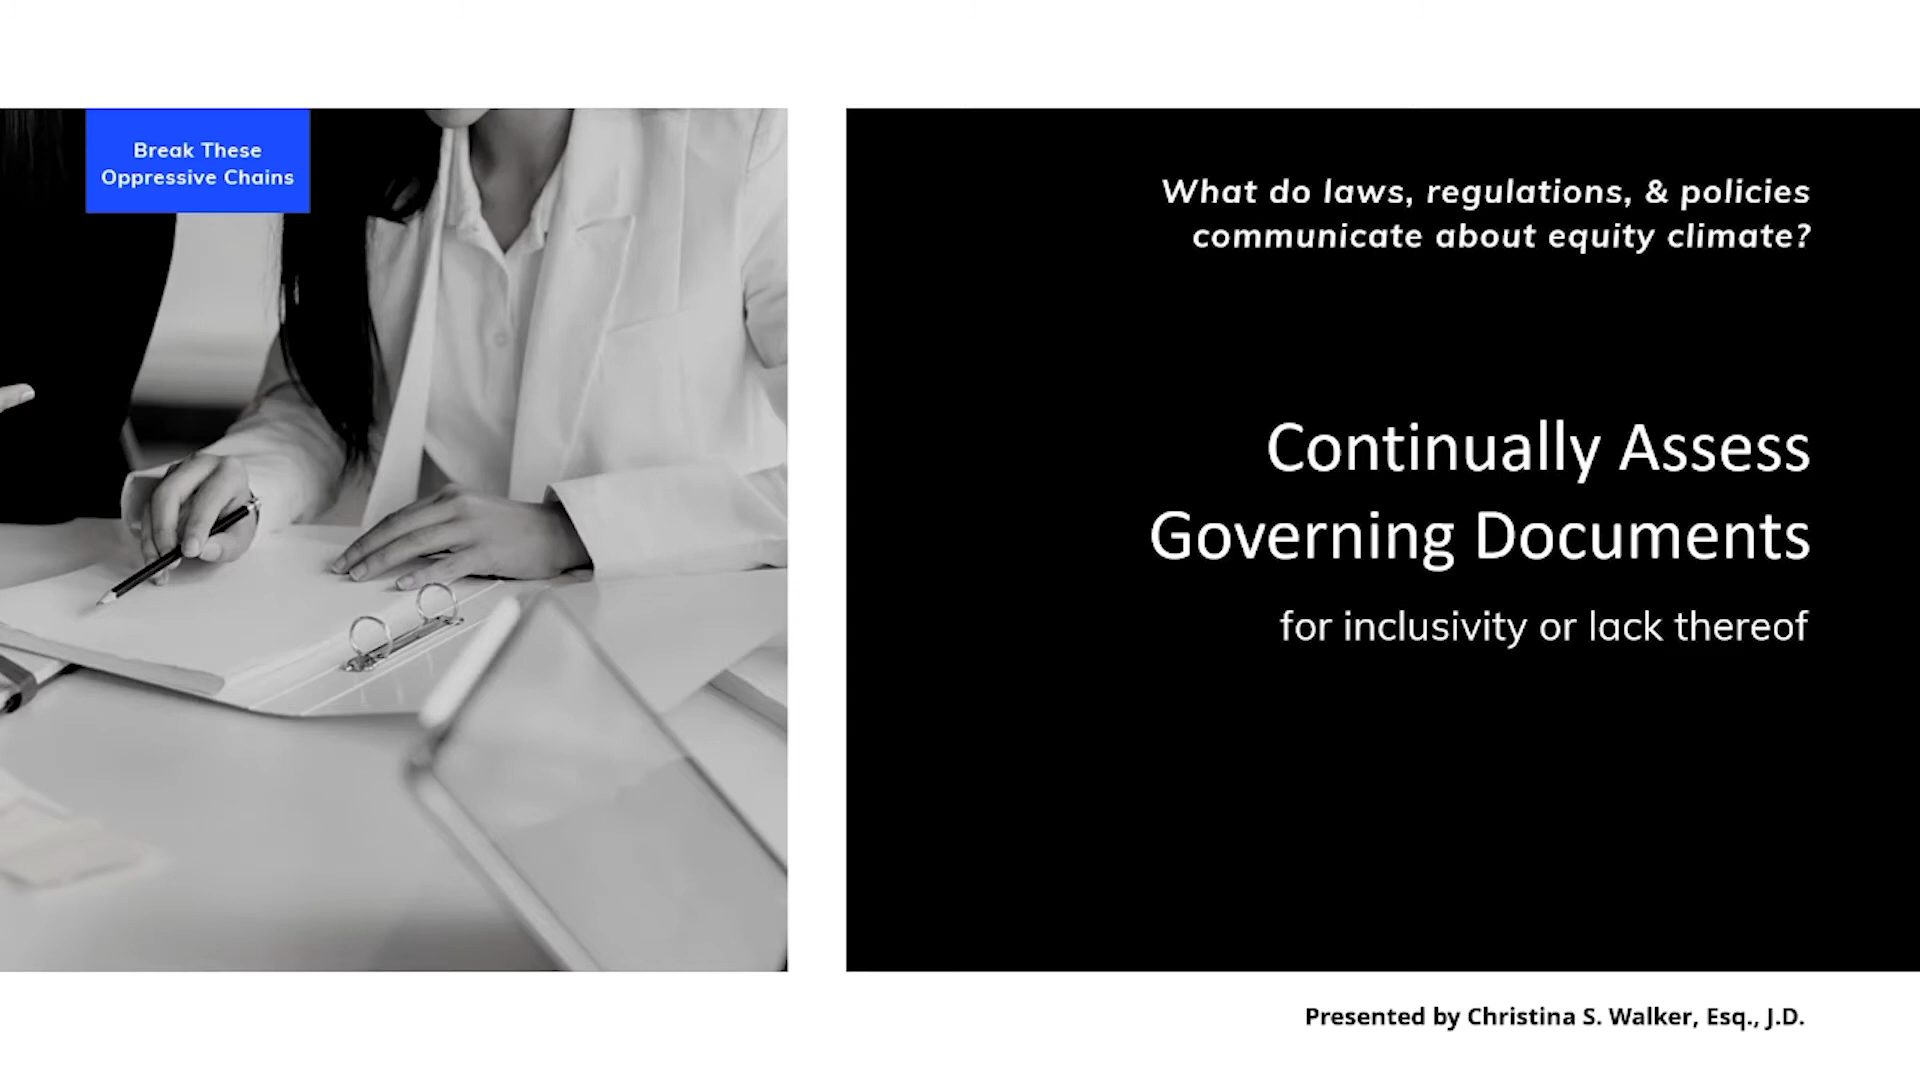 Break These
Oppressive Chains
What do laws, regulations, & policies
communicate about equity climate?
Continually Assess
Governing Documents
for inclusivity or lack thereof
Presented by Christina S. Walker, Esq., J.D.